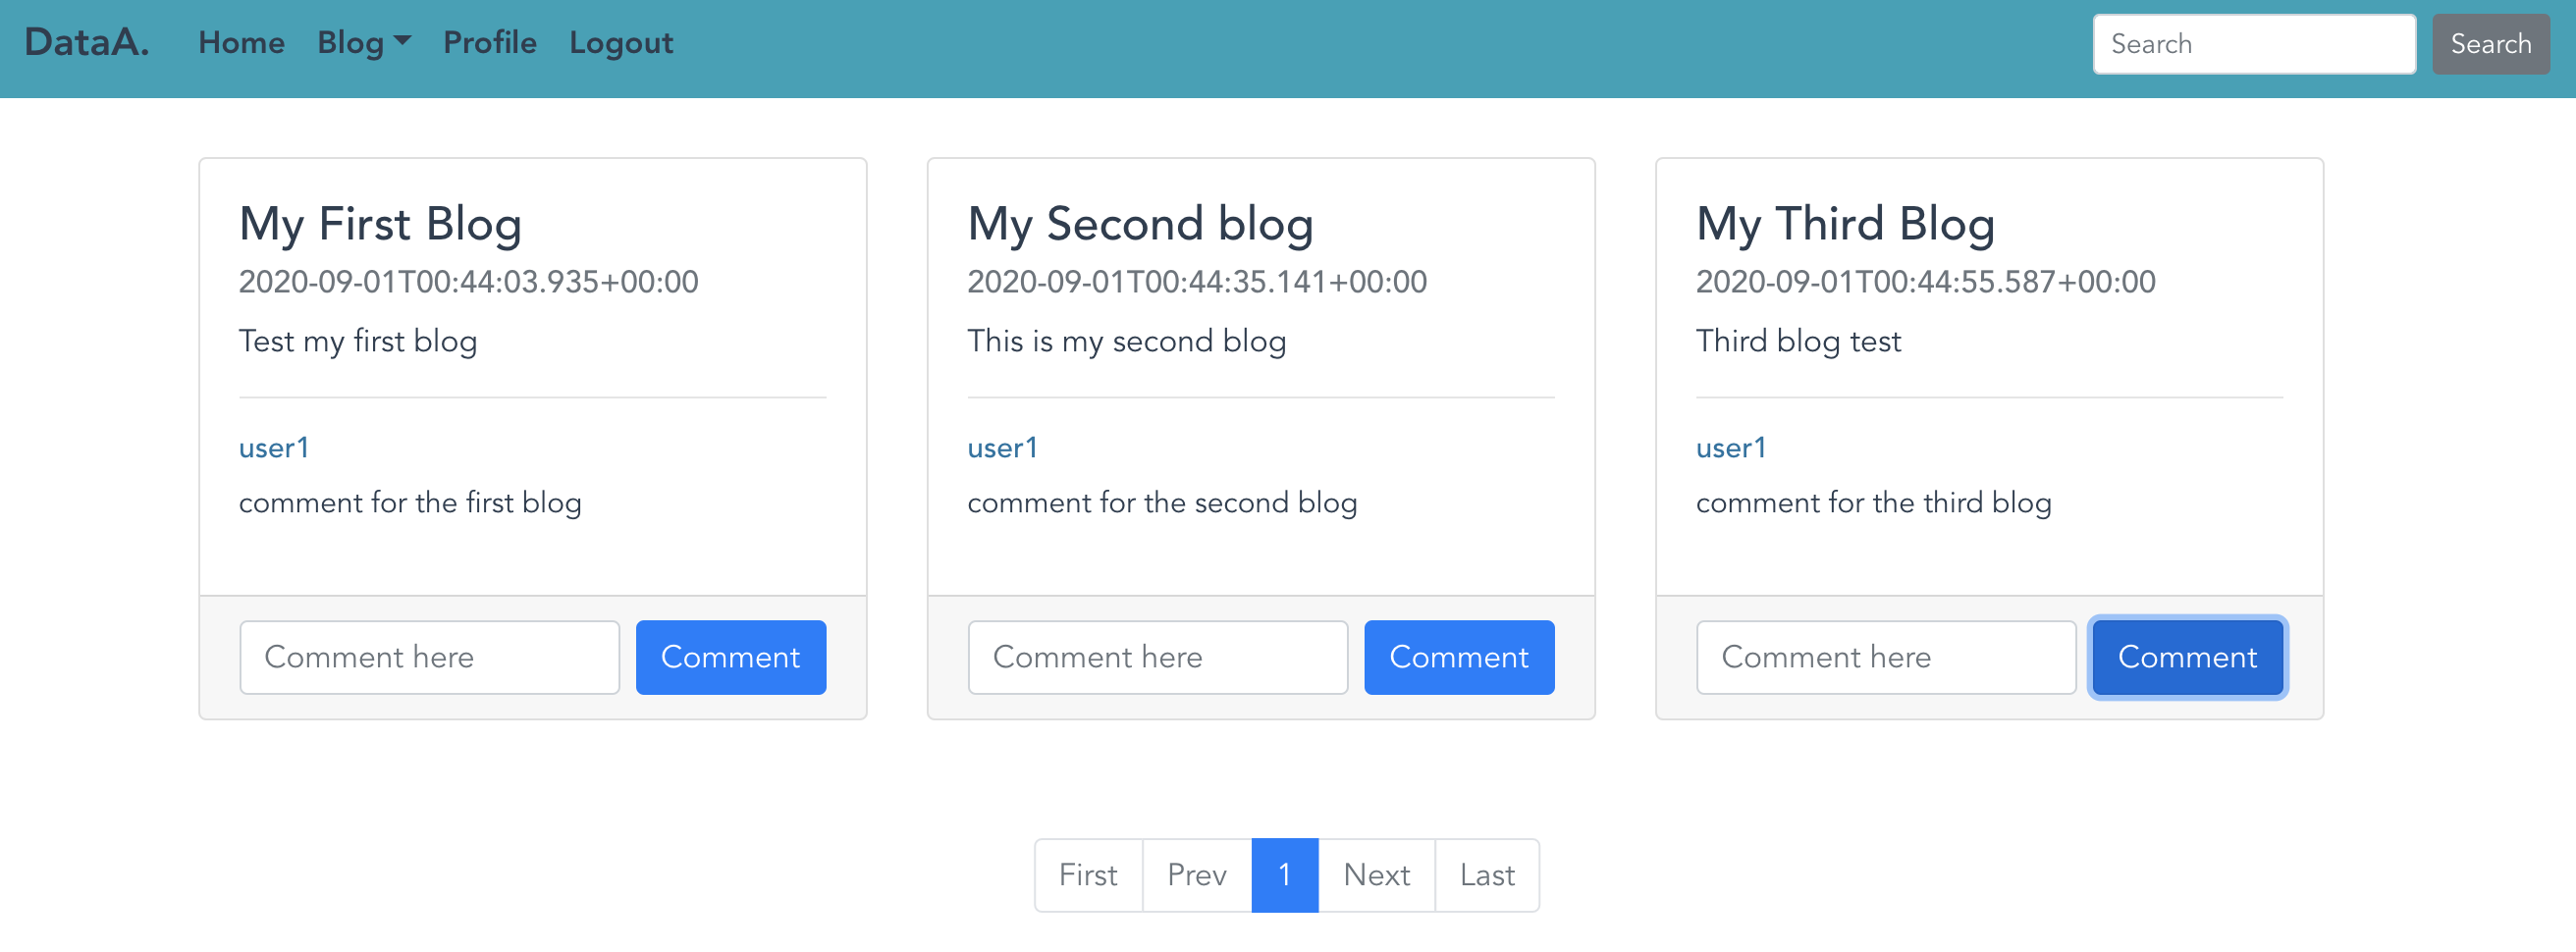 DataA. Home Blog Profile Logout Search Search
My First Blog
2020-09-01T00:44:03.935+00:00
Test my first blog
user1
comment for the first blog
Comment here Comment
My Second blog
2020-09-01T00:44:35.141+00:00
This is my second blog
user1
comment for the second blog
Comment here Comment
My Third Blog
2020-09-01T00:44:55.587+00:00
Third blog test
user1
comment for the third blog
Comment here Comment
First Prev 1 Next Last